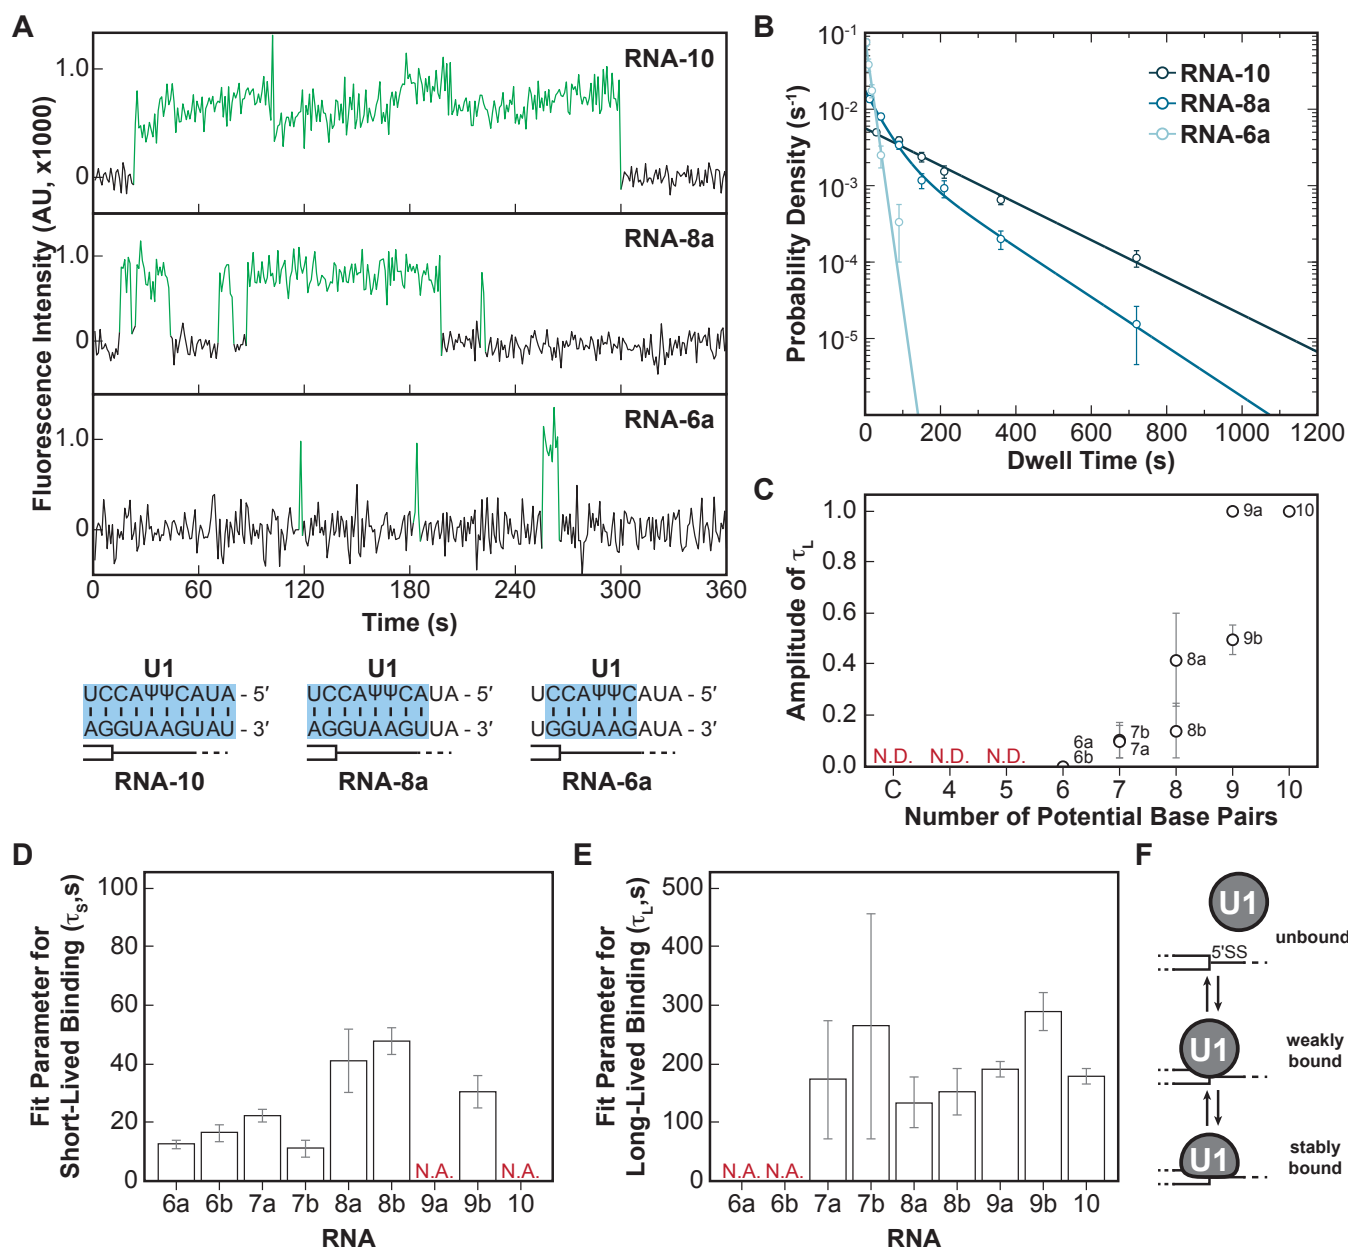 A
Fluorescence Intensity (AU, x1000)
1.0
0
RNA-10
1.0
0
RNA-8a
1.0
0
RNA-6a
0 60 120 180 240 300 360
Time (s)
U1
UCCAΨΨCAUA - 5′
AGGUAAGUAU - 3′
RNA-10
U1
UCCAΨΨCAUA - 5′
AGGUAAGUUA - 3′
RNA-8a
U1
UCCAΨΨCAUA - 5′
UGGUAAGAUA - 3′
RNA-6a
B
Probability Density (s-1)
10-1
10-2
10-3
10-4
10-5
RNA-10
RNA-8a
RNA-6a
0 200 400 600 800 1000 1200
Dwell Time (s)
C
Amplitude of τL
1.0
0.8
0.6
0.4
0.2
0.0
N.D. N.D. N.D.
6a
6b
7b
7a
8a
8b
9a
9b
10
C 4 5 6 7 8 9 10
Number of Potential Base Pairs
D
Fit Parameter for
Short-Lived Binding (τS,s)
100
80
60
40
20
0
N.A. N.A.
6a 6b 7a 7b 8a 8b 9a 9b 10
RNA
E
Fit Parameter for
Long-Lived Binding (τL,s)
500
400
300
200
100
0
N.A. N.A.
6a 6b 7a 7b 8a 8b 9a 9b 10
RNA
F
U1
unbound
5'SS
U1
weakly
bound
U1
stably
bound